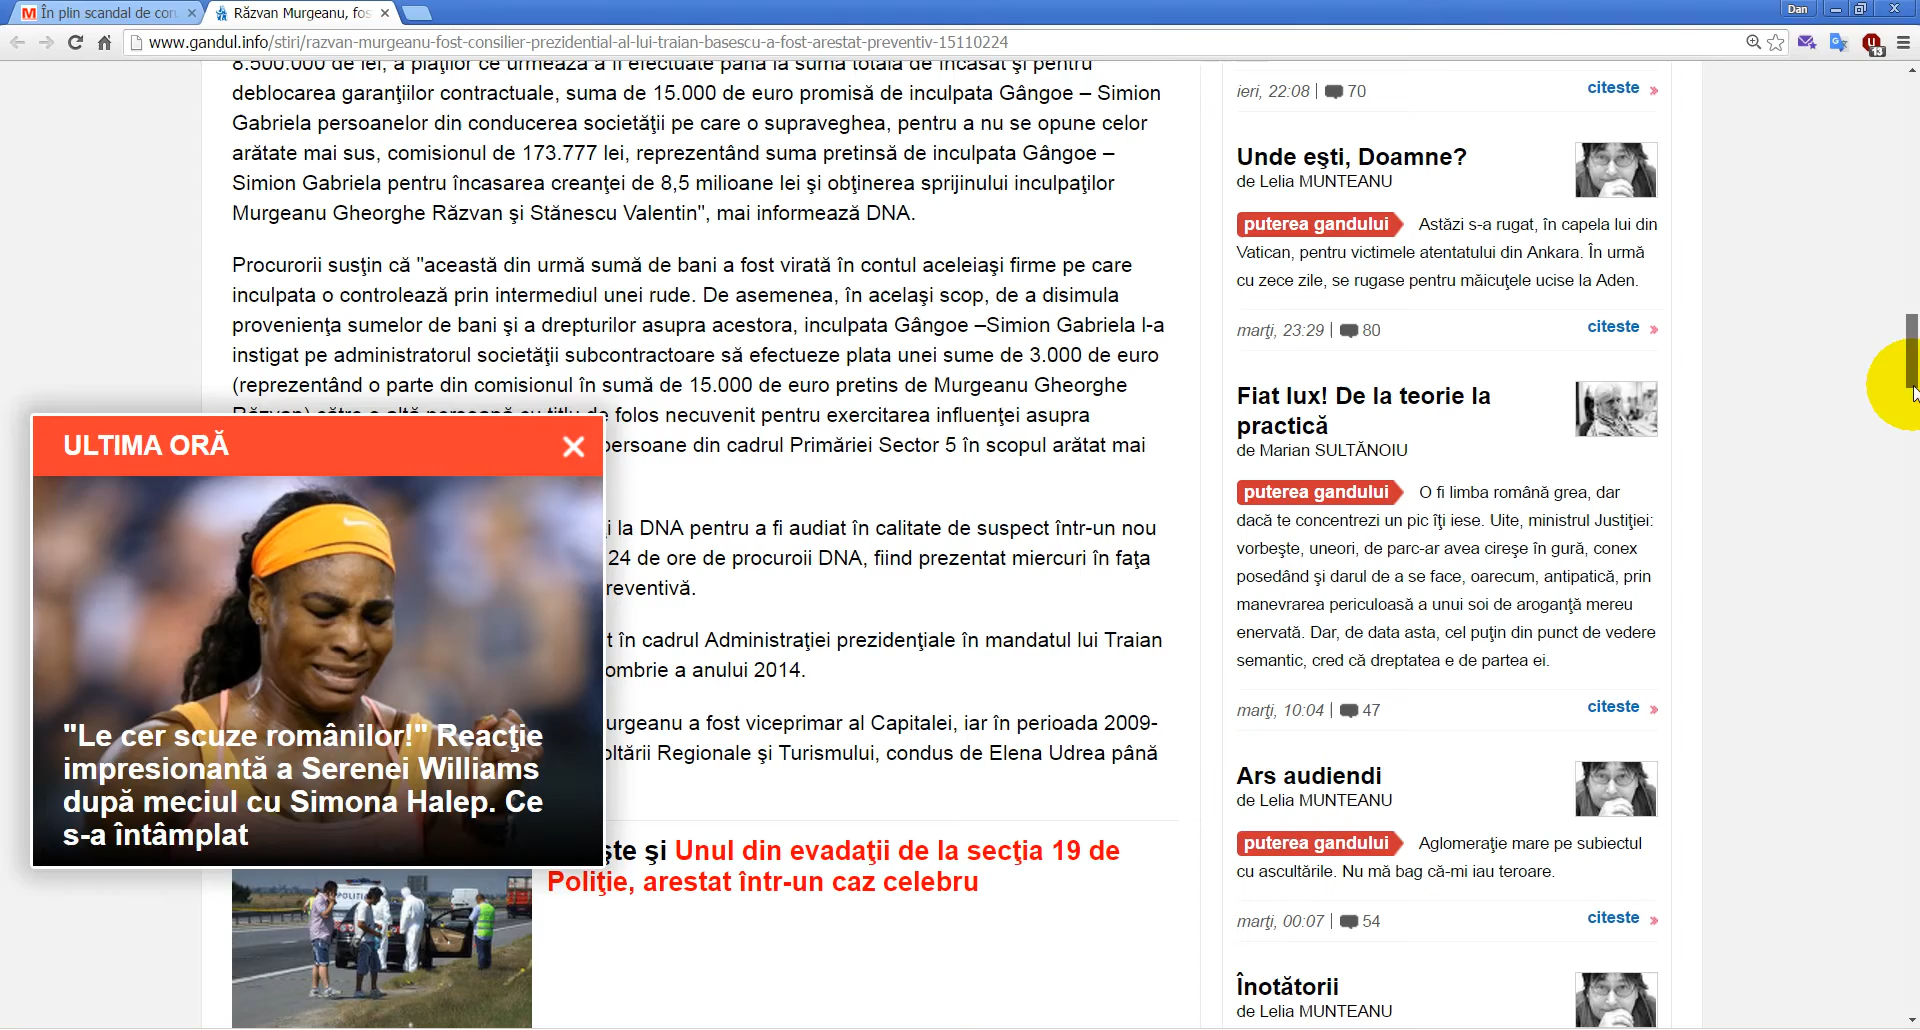 În plin scandal de coru
Răzvan Murgeanu, fos
Dan
www.gandul.info/stiri/razvan-murgeanu-fost-consilier-prezidential-al-lui-traian-basescu-a-fost-arestat-preventiv-15110224
13
8.500.000 de lei, a plăţilor ce urmează a fi efectuate până la suma totală de încasat şi pentru
deblocarea garanţiilor contractuale, suma de 15.000 de euro promisă de inculpata Gângoe – Simion
Gabriela persoanelor din conducerea societăţii pe care o supraveghea, pentru a nu se opune celor
arătate mai sus, comisionul de 173.777 lei, reprezentând suma pretinsă de inculpata Gângoe –
Simion Gabriela pentru încasarea creanţei de 8,5 milioane lei şi obţinerea sprijinului inculpaţilor
Murgeanu Gheorghe Răzvan şi Stănescu Valentin", mai informează DNA.
Procurorii susţin că "această din urmă sumă de bani a fost virată în contul aceleiaşi firme pe care
inculpata o controlează prin intermediul unei rude. De asemenea, în acelaşi scop, de a disimula
provenienţa sumelor de bani şi a drepturilor asupra acestora, inculpata Gângoe –Simion Gabriela l-a
instigat pe administratorul societăţii subcontractoare să efectueze plata unei sume de 3.000 de euro
(reprezentând o parte din comisionul în sumă de 15.000 de euro pretins de Murgeanu Gheorghe
Răzvan) către o altă persoană cu titlu de folos necuvenit pentru exercitarea influenţei asupra
persoane din cadrul Primăriei Sector 5 în scopul arătat mai
i la DNA pentru a fi audiat în calitate de suspect într-un nou
24 de ore de procuroii DNA, fiind prezentat miercuri în faţa
reventivă.
t în cadrul Administraţiei prezidenţiale în mandatul lui Traian
ombrie a anului 2014.
urgeanu a fost viceprimar al Capitalei, iar în perioada 2009-
oltării Regionale şi Turismului, condus de Elena Udrea până
ULTIMA ORĂ
"Le cer scuze românilor!" Reacţie
impresionantă a Serenei Williams
după meciul cu Simona Halep. Ce
s-a întâmplat
şte şi Unul din evadaţii de la secţia 19 de
Poliţie, arestat într-un caz celebru
POLITIA
ieri, 22:08 | 70
citeste »
Unde eşti, Doamne?
de Lelia MUNTEANU
puterea gandului Astăzi s-a rugat, în capela lui din
Vatican, pentru victimele atentatului din Ankara. În urmă
cu zece zile, se rugase pentru măicuţele ucise la Aden.
marţi, 23:29 | 80
citeste »
Fiat lux! De la teorie la
practică
de Marian SULTĂNOIU
puterea gandului O fi limba română grea, dar
dacă te concentrezi un pic îţi iese. Uite, ministrul Justiţiei:
vorbeşte, uneori, de parc-ar avea cireşe în gură, conex
posedând şi darul de a se face, oarecum, antipatică, prin
manevrarea periculoasă a unui soi de aroganţă mereu
enervată. Dar, de data asta, cel puţin din punct de vedere
semantic, cred că dreptatea e de partea ei.
marţi, 10:04 | 47
citeste »
Ars audiendi
de Lelia MUNTEANU
puterea gandului Aglomeraţie mare pe subiectul
cu ascultările. Nu mă bag că-mi iau teroare.
marţi, 00:07 | 54
citeste »
Înotătorii
de Lelia MUNTEANU